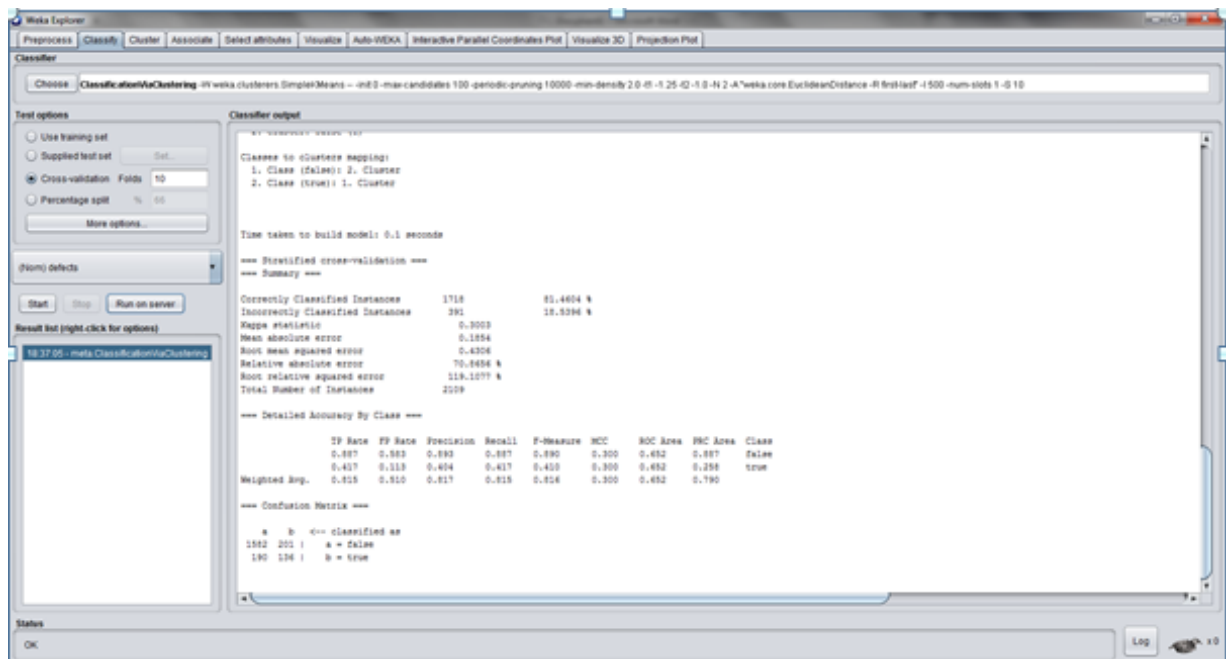 Weka Explorer
Preprocess Classify Cluster Associate Select attributes Visualize Auto-WEKA Interactive Parallel Coordinates Plot Visualize 3D Projection Plot
Classifier
Choose ClassificationViaClustering -W weka.clusterers.SimpleKMeans -- -init 0 -max-candidates 100 -periodic-pruning 10000 -min-density 2.0 -t1 -1.25 -t2 -1.0 -N 2 -A "weka.core.EuclideanDistance -R first-last" -I 500 -num-slots 1 -S 10
Test options
Use training set
Supplied test set Set...
Cross-validation Folds 10
Percentage split % 66
More options...
(Nom) defects
Start Stop Run on server
Result list (right-click for options)
18:37:05 - meta.ClassificationViaClustering
Classifier output
Classes to clusters mapping:
1. Class (false): 2. Cluster
2. Class (true): 1. Cluster
Time taken to build model: 0.1 seconds
=== Stratified cross-validation ===
=== Summary ===
Correctly Classified Instances 1718 81.4604 %
Incorrectly Classified Instances 391 18.5396 %
Kappa statistic 0.3003
Mean absolute error 0.1854
Root mean squared error 0.4306
Relative absolute error 70.8656 %
Root relative squared error 119.1077 %
Total Number of Instances 2109
=== Detailed Accuracy By Class ===
TP Rate FP Rate Precision Recall F-Measure MCC ROC Area PRC Area Class
0.887 0.583 0.893 0.887 0.890 0.300 0.652 0.887 false
0.417 0.113 0.404 0.417 0.410 0.300 0.652 0.258 true
Weighted Avg. 0.815 0.510 0.817 0.815 0.816 0.300 0.652 0.790
=== Confusion Matrix ===
a b <-- classified as
1582 201 | a = false
190 136 | b = true
Status
OK
Log
x 0